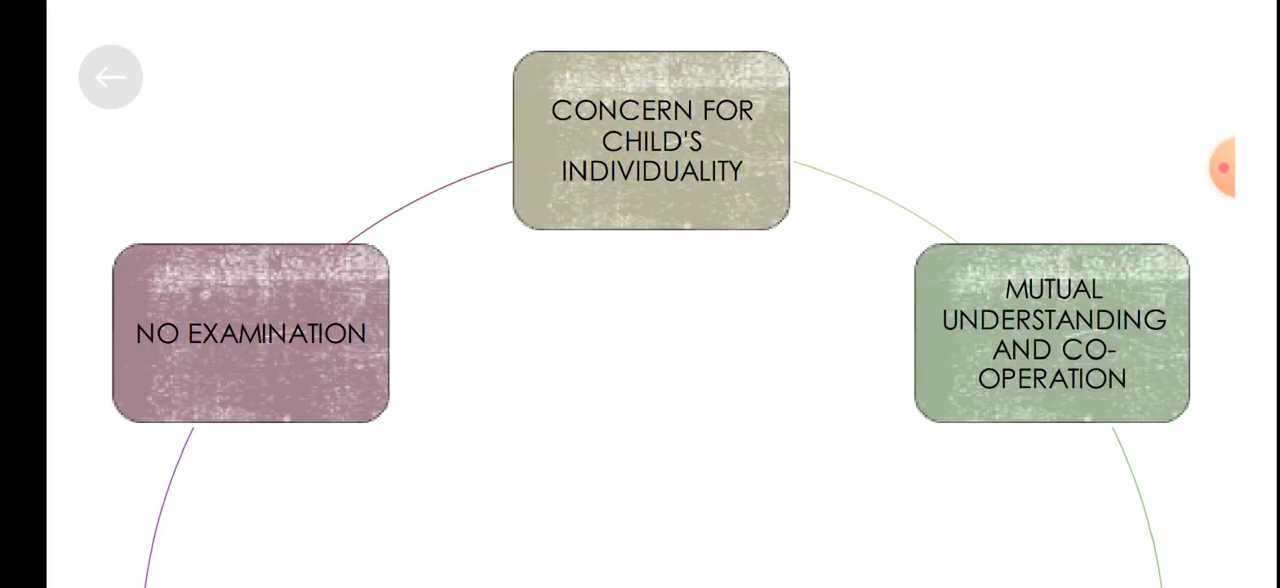 CONCERN FOR
CHILD'S
INDIVIDUALITY
NO EXAMINATION
MUTUAL
UNDERSTANDING
AND CO-
OPERATION